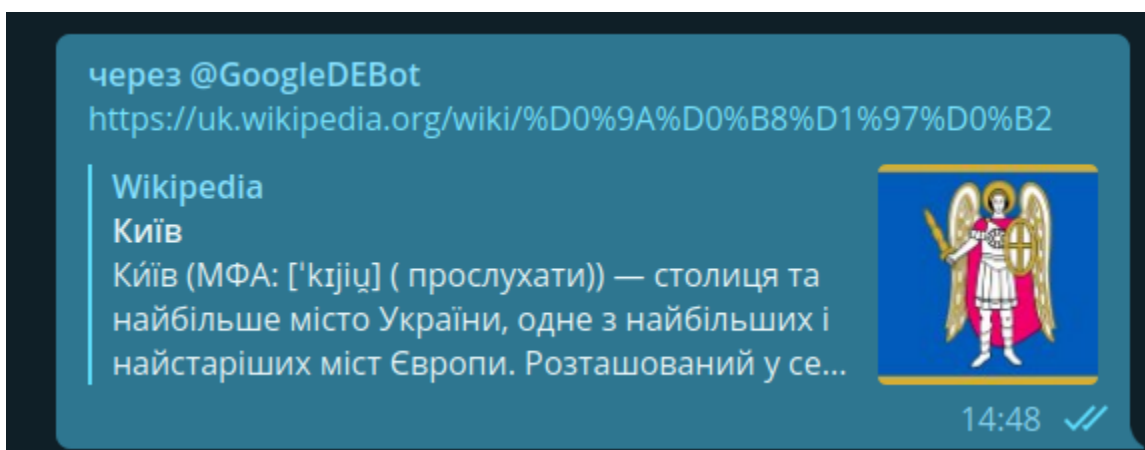 через @GoogleDEBot
https://uk.wikipedia.org/wiki/%D0%9A%D0%B8%D1%97%D0%B2
Wikipedia
Київ
Ки́їв (МФА: [ˈkɪjiu̯] ( прослухати)) — столиця та
найбільше місто України, одне з найбільших і
найстаріших міст Європи. Розташований у се...
14:48